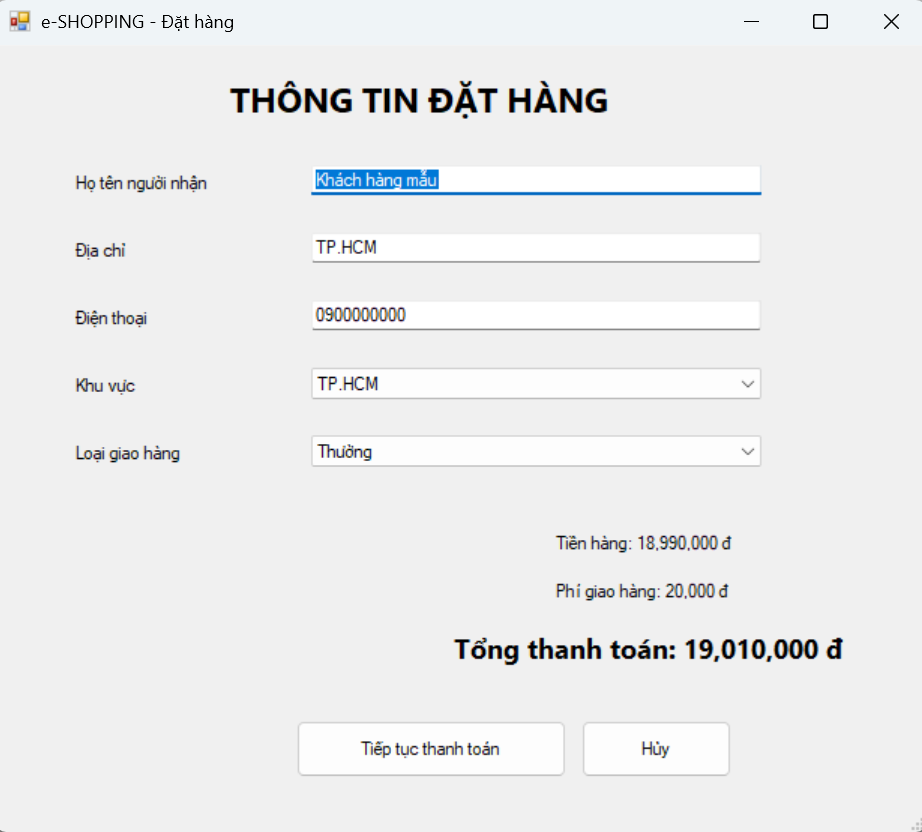 e-SHOPPING - Đặt hàng
THÔNG TIN ĐẶT HÀNG
Họ tên người nhận
Khách hàng mẫu
Địa chỉ
TP.HCM
Điện thoại
0900000000
Khu vực
TP.HCM
Loại giao hàng
Thường
Tiền hàng: 18,990,000 đ
Phí giao hàng: 20,000 đ
Tổng thanh toán: 19,010,000 đ
Tiếp tục thanh toán
Hủy